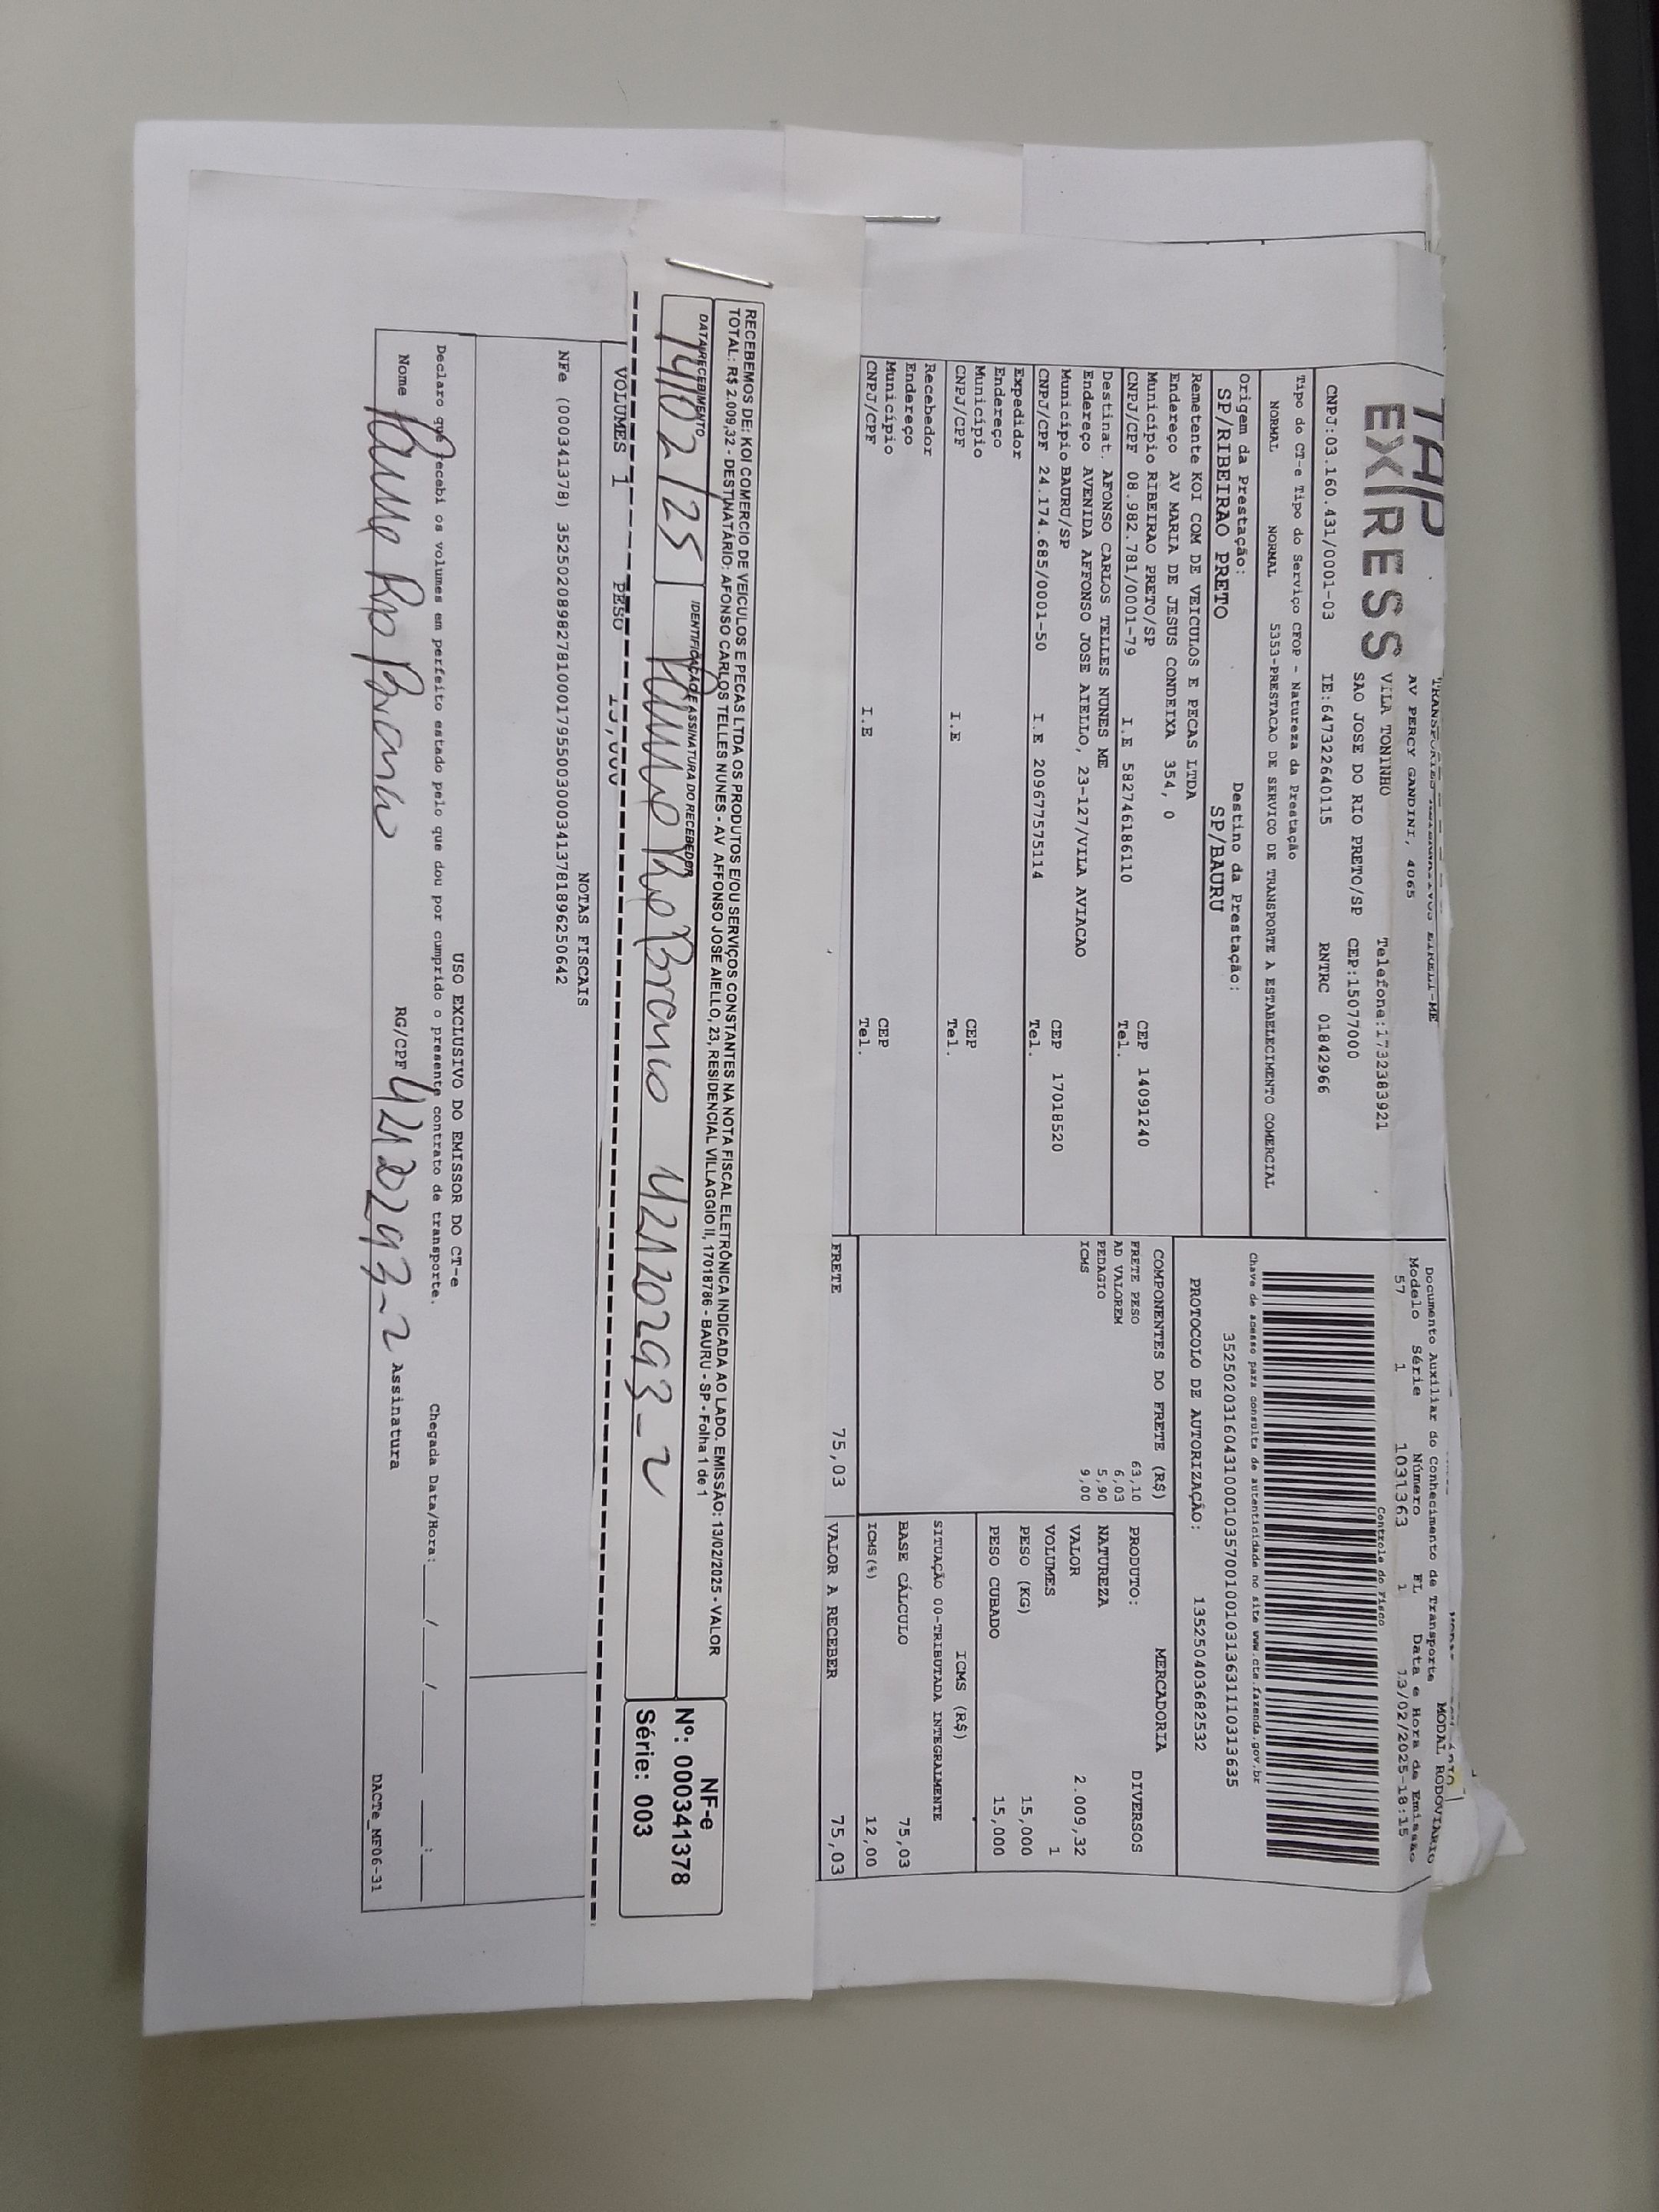 TAP
EXPRESS
AV PERCY GANDINI, 4065
VILA TONINHO Telefone:1732383921
SAO JOSE DO RIO PRETO/SP CEP:15077000
CNPJ:03.160.431/0001-03 IE:647322640115 RNTRC 01842966
Tipo do CT-e Tipo do Serviço CFOP - Natureza da Prestação
NORMAL NORMAL 5353-PRESTACAO DE SERVICO DE TRANSPORTE A ESTABELECIMENTO COMERCIAL
Origem da Prestação: Destino da Prestação:
SP/RIBEIRAO PRETO SP/BAURU
Remetente KOI COM DE VEICULOS E PECAS LTDA
Endereço AV MARIA DE JESUS CONDEIXA 354, 0
Município RIBEIRAO PRETO/SP CEP 14091240
CNPJ/CPF 08.982.781/0001-79 I.E 582746186110 Tel.
Destinat. AFONSO CARLOS TELLES NUNES ME
Endereço AVENIDA AFFONSO JOSE AIELLO, 23-127/VILA AVIACAO
Município BAURU/SP CEP 17018520
CNPJ/CPF 24.174.685/0001-50 I.E 209677575114 Tel.
Expedidor
Endereço
Município CEP
CNPJ/CPF I.E Tel.
Recebedor
Endereço
Município CEP
CNPJ/CPF I.E Tel.
MODAL RODOVIARIO
Documento Auxiliar do Conhecimento de Transporte
Modelo Série Número FL Data e Hora de Emissão
57 1 1031363 1 13/02/2025-18:15
Controle do Fisco
Chave de acesso para consulta de autenticidade no site www.cte.fazenda.gov.br
35250203160431000103570010010313631110313635
PROTOCOLO DE AUTORIZAÇÃO: 135250403682532
COMPONENTES DO FRETE (R$)
FRETE PESO 63,10
AD VALOREM 6,03
PEDAGIO 5,90
ICMS 9,00
MERCADORIA
PRODUTO: DIVERSOS
NATUREZA
VALOR 2.009,32
VOLUMES 1
PESO (KG) 15,000
PESO CUBADO 15,000
ICMS (R$)
SITUAÇÃO 00-TRIBUTADA INTEGRALMENTE
BASE CÁLCULO 75,03
ICMS(%) 12,00
FRETE 75,03 VALOR A RECEBER 75,03
RECEBEMOS DE: KOI COMERCIO DE VEICULOS E PECAS LTDA OS PRODUTOS E/OU SERVIÇOS CONSTANTES NA NOTA FISCAL ELETRÔNICA INDICADA AO LADO. EMISSÃO: 13/02/2025 - VALOR
TOTAL: R$ 2.009,32 - DESTINATÁRIO: AFONSO CARLOS TELLES NUNES - AV AFFONSO JOSE AIELLO, 23, RESIDENCIAL VILLAGGIO II, 17018786 - BAURU - SP - Folha 1 de 1
DATA RECEBIMENTO IDENTIFICAÇÃO E ASSINATURA DO RECEBEDOR
14/02/25 42120293-2
NF-e
Nº: 000341378
Série: 003
VOLUMES 1 PESO 15,000
NOTAS FISCAIS
NFe (000341378) 35250208982781000179550030003413781896250642
USO EXCLUSIVO DO EMISSOR DO CT-e
Declaro que recebi os volumes em perfeito estado pelo que dou por cumprido o presente contrato de transporte. Chegada Data/Hora: ___/___/_____ ___:___
Nome RG/CPF 42120293-2 Assinatura
DACTe_MF06-31